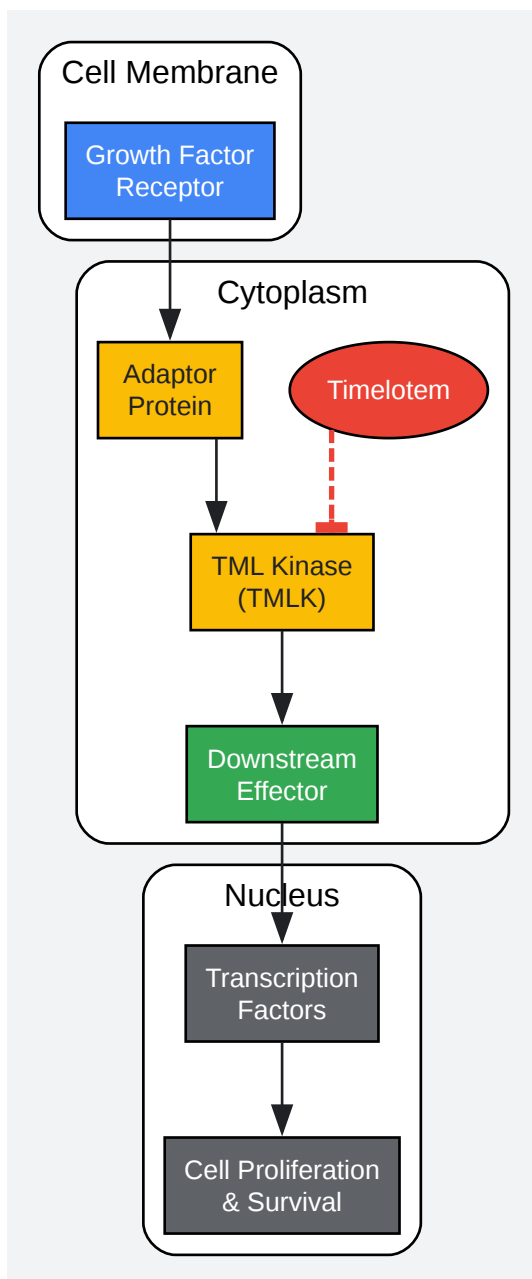 Cell Membrane
Growth Factor
Receptor
Cytoplasm
Adaptor
Protein
Timelotem
TML Kinase
(TMLK)
Downstream
Effector
Nucleus
Transcription
Factors
Cell Proliferation
& Survival